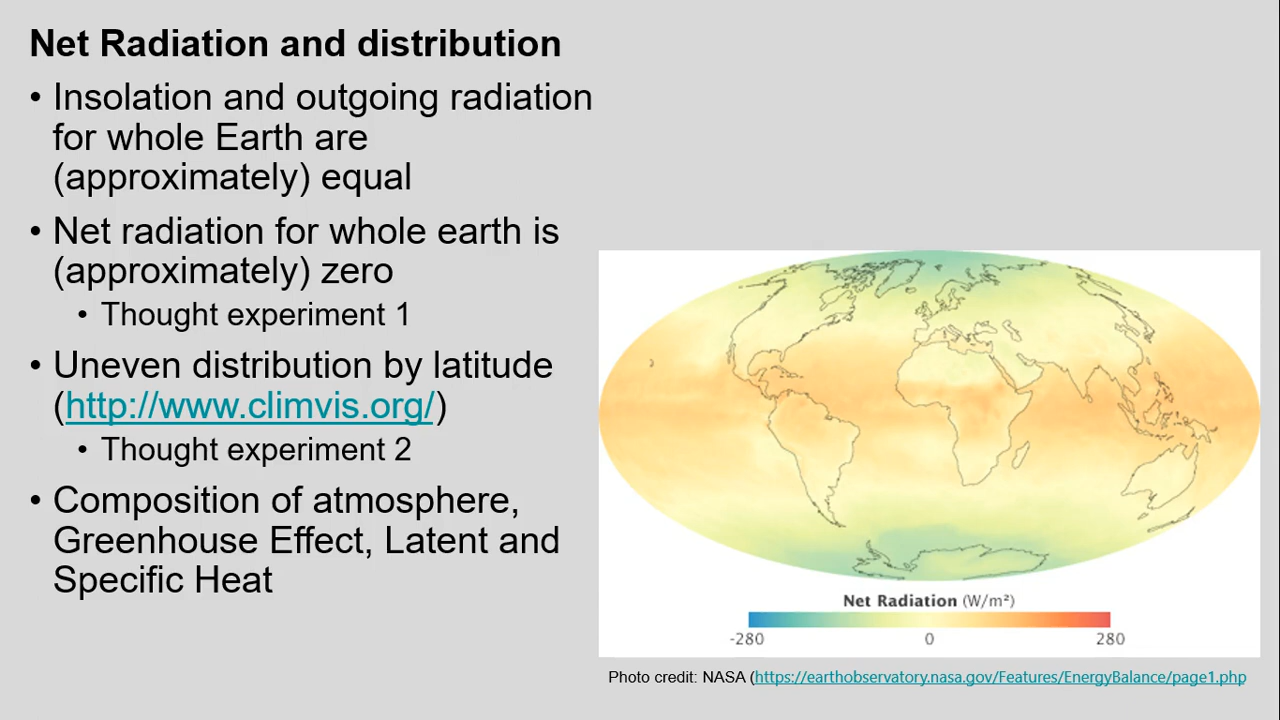 Net Radiation and distribution
• Insolation and outgoing radiation
for whole Earth are
(approximately) equal
• Net radiation for whole earth is
(approximately) zero
• Thought experiment 1
• Uneven distribution by latitude
(http://www.climvis.org/)
• Thought experiment 2
• Composition of atmosphere,
Greenhouse Effect, Latent and
Specific Heat
Net Radiation (W/m²)
-280 0 280
Photo credit: NASA (https://earthobservatory.nasa.gov/Features/EnergyBalance/page1.php